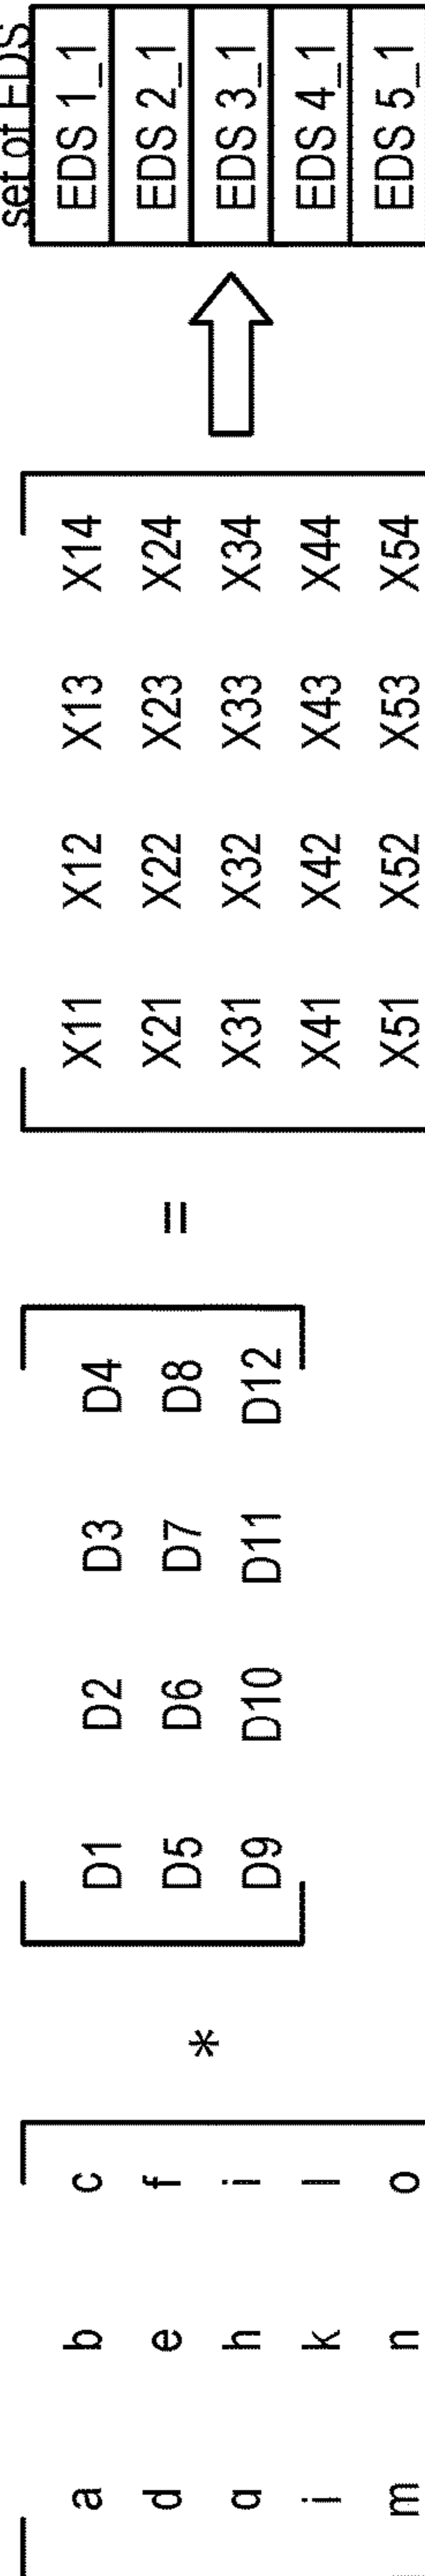 set of EDS
a b c D1 D2 D3 D4 X11 X12 X13 X14 EDS 1_1
d e f * D5 D6 D7 D8 = X21 X22 X23 X24 EDS 2_1
g h i D9 D10 D11 D12 X31 X32 X33 X34 EDS 3_1
j k l X41 X42 X43 X44 EDS 4_1
m n o X51 X52 X53 X54 EDS 5_1